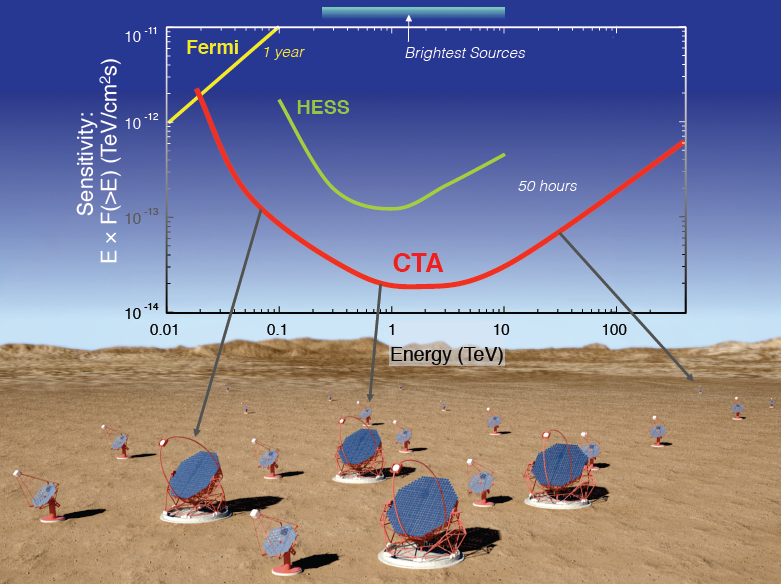 Brightest Sources
Fermi
1 year
HESS
50 hours
CTA
Sensitivity:
E × F(>E) (TeV/cm²s)
10⁻¹¹
10⁻¹²
10⁻¹³
10⁻¹⁴
0.01 0.1 1 10 100
Energy (TeV)